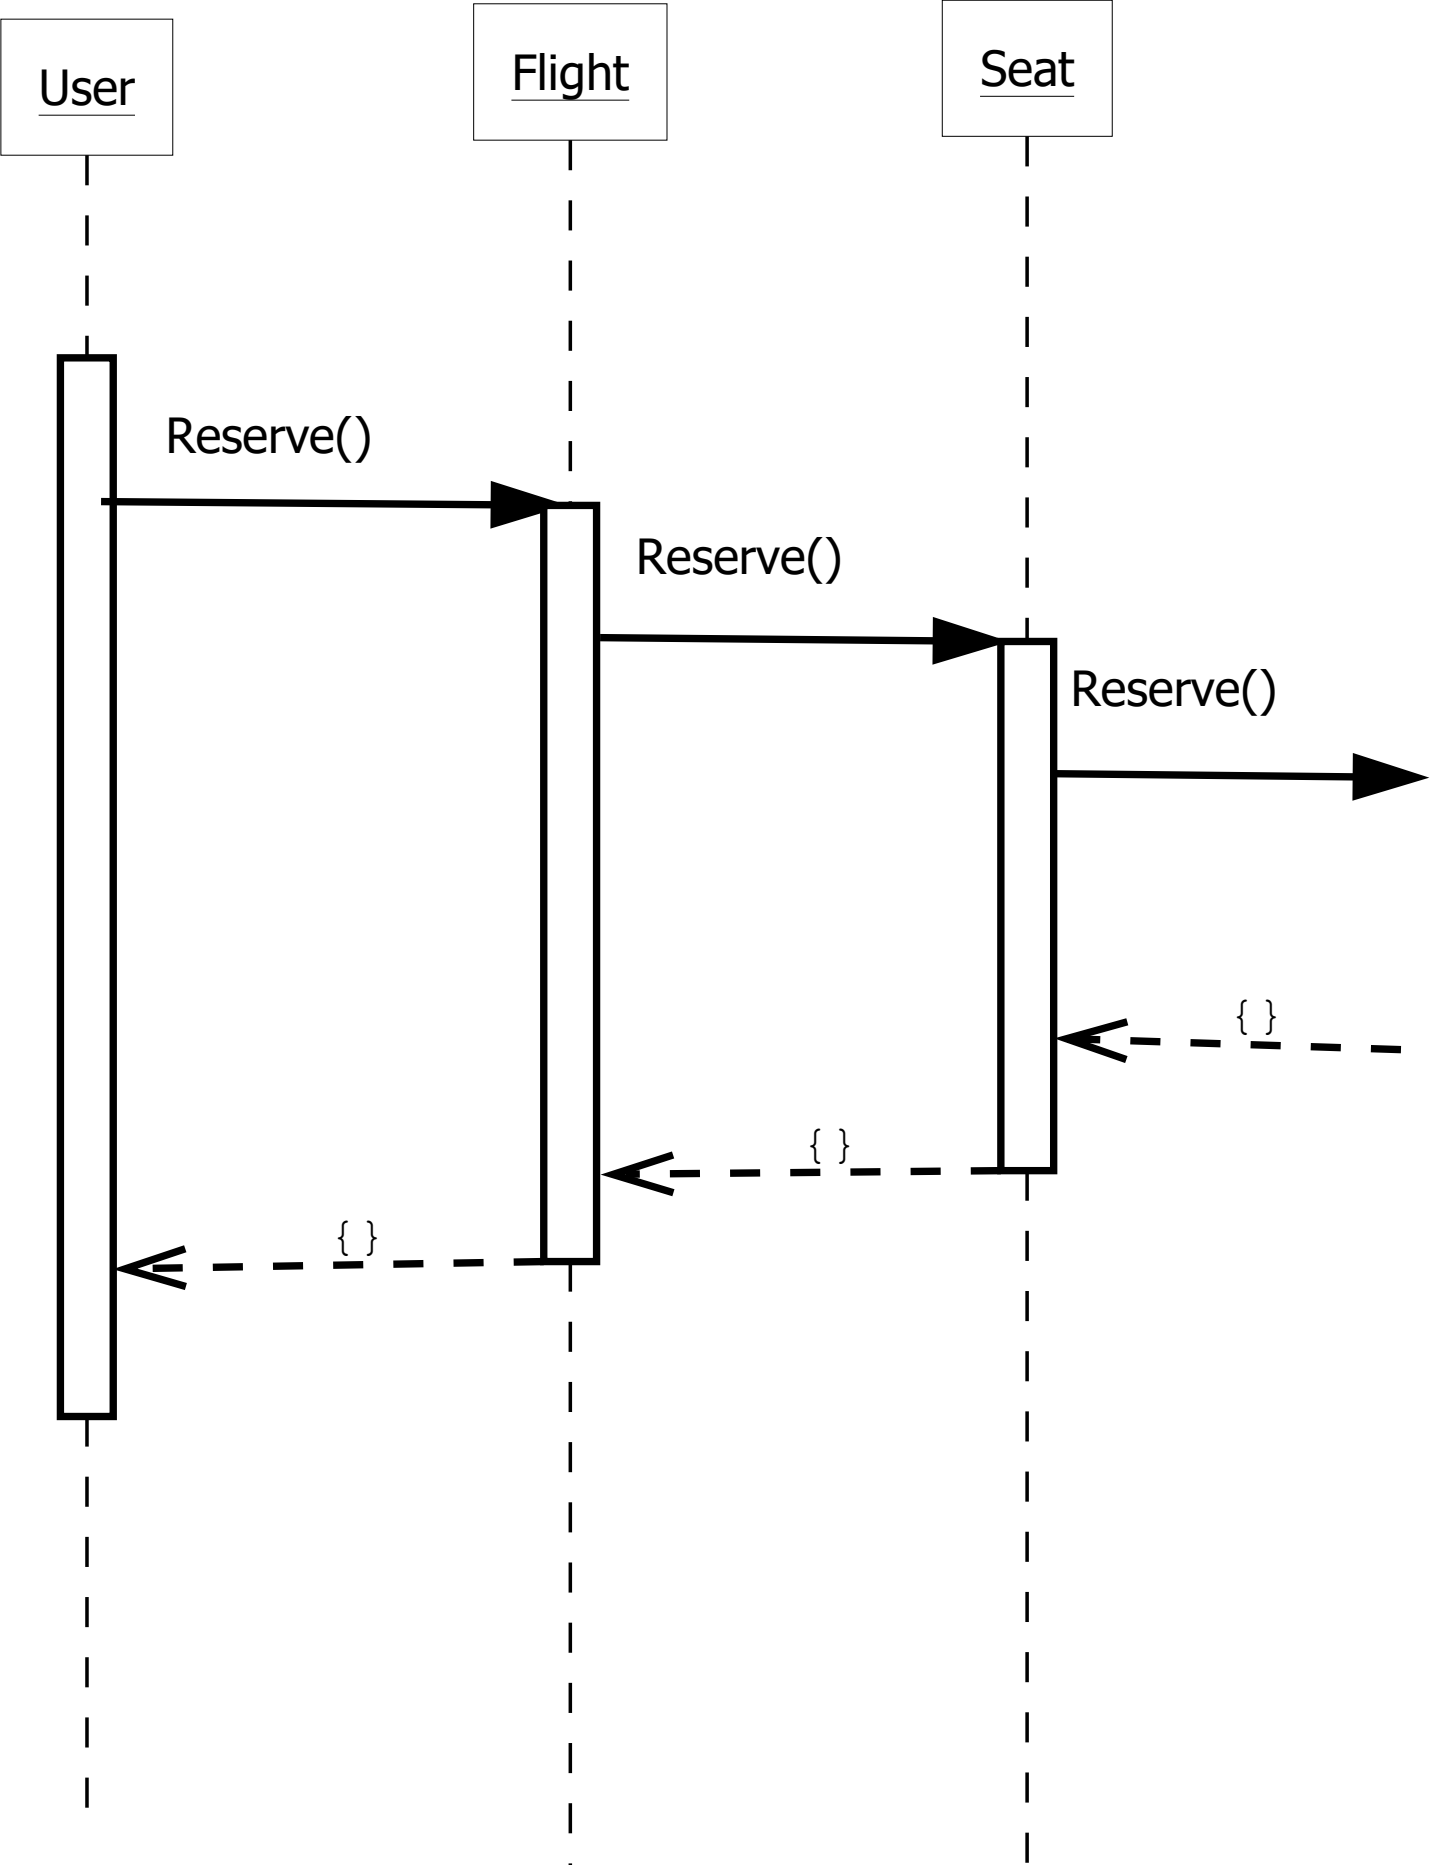 User
Flight
Seat
Reserve()
Reserve()
Reserve()
{ }
{ }
{ }